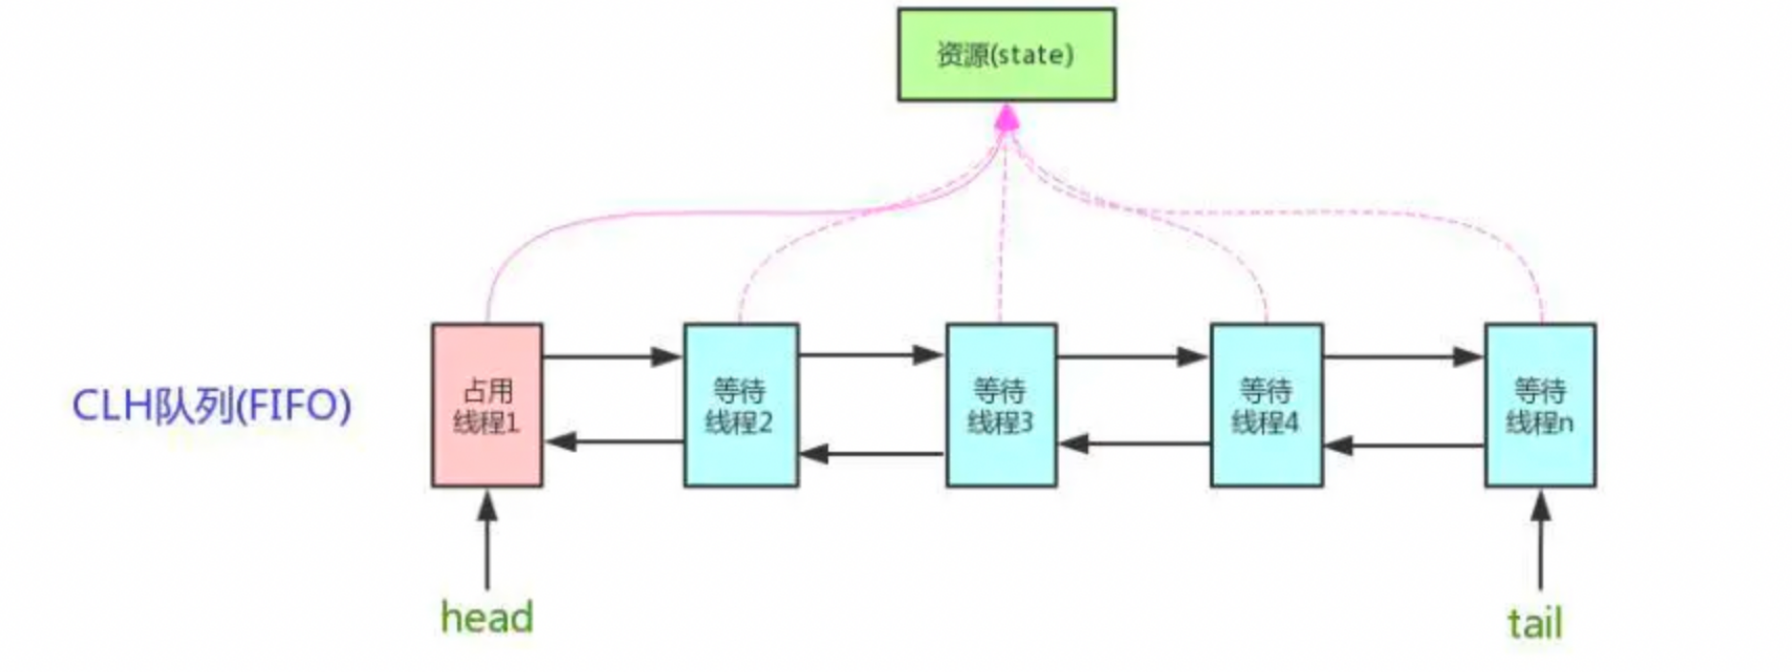 资源(state)
CLH队列(FIFO)
占用
线程1
等待
线程2
等待
线程3
等待
线程4
等待
线程n
head
tail